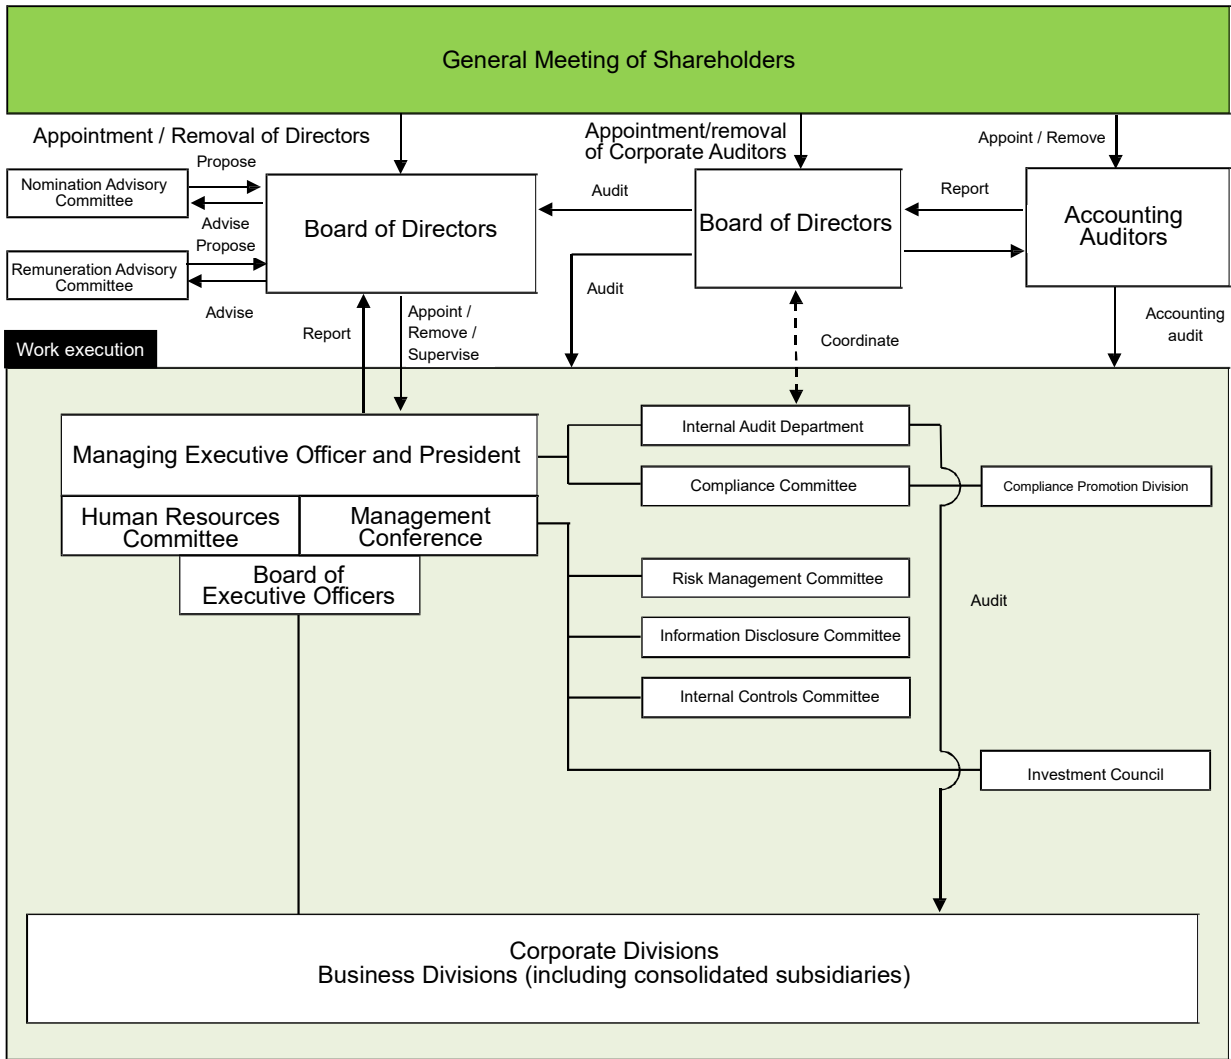 General Meeting of Shareholders
Appointment / Removal of Directors
Appointment/removal
of Corporate Auditors
Appoint / Remove
Propose
Nomination Advisory
Committee
Advise
Propose
Remuneration Advisory
Committee
Advise
Board of Directors
Audit
Board of Directors
Report
Accounting
Auditors
Audit
Report
Appoint /
Remove /
Supervise
Coordinate
Accounting
audit
Work execution
Managing Executive Officer and President
Human Resources
Committee
Management
Conference
Board of
Executive Officers
Internal Audit Department
Compliance Committee
Compliance Promotion Division
Risk Management Committee
Audit
Information Disclosure Committee
Internal Controls Committee
Investment Council
Corporate Divisions
Business Divisions (including consolidated subsidiaries)